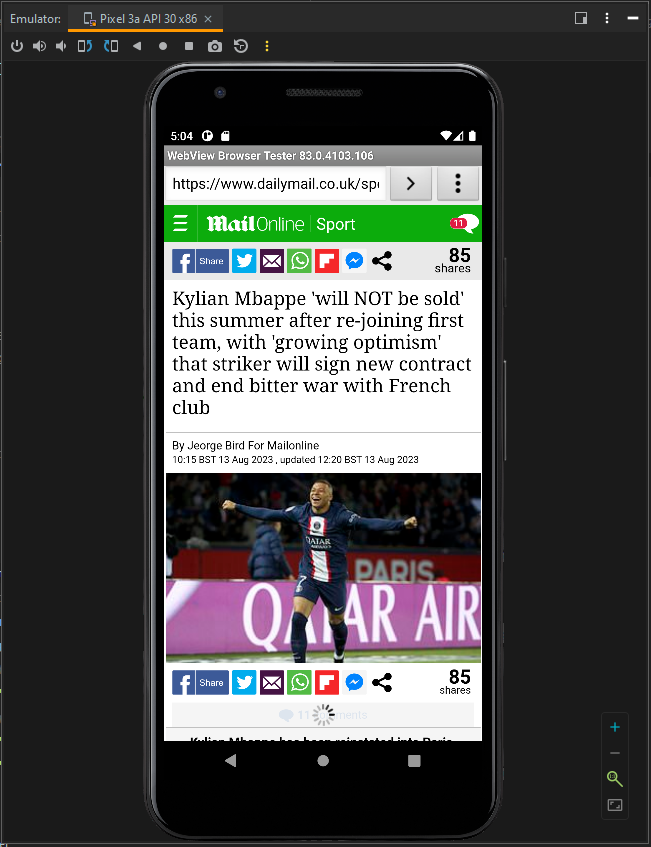 Emulator:
Pixel 3a API 30 x86
5:04
WebView Browser Tester 83.0.4103.106
https://www.dailymail.co.uk/sp
Mail Online Sport
11
Share
85
shares
Kylian Mbappe 'will NOT be sold'
this summer after re-joining first
team, with 'growing optimism'
that striker will sign new contract
and end bitter war with French
club
By Jeorge Bird For Mailonline
10:15 BST 13 Aug 2023 , updated 12:20 BST 13 Aug 2023
QATAR
AIRWAYS
7
PARIS
QATAR AIR
Share
85
shares
Kylian Mbappe has been reinstated into Paris